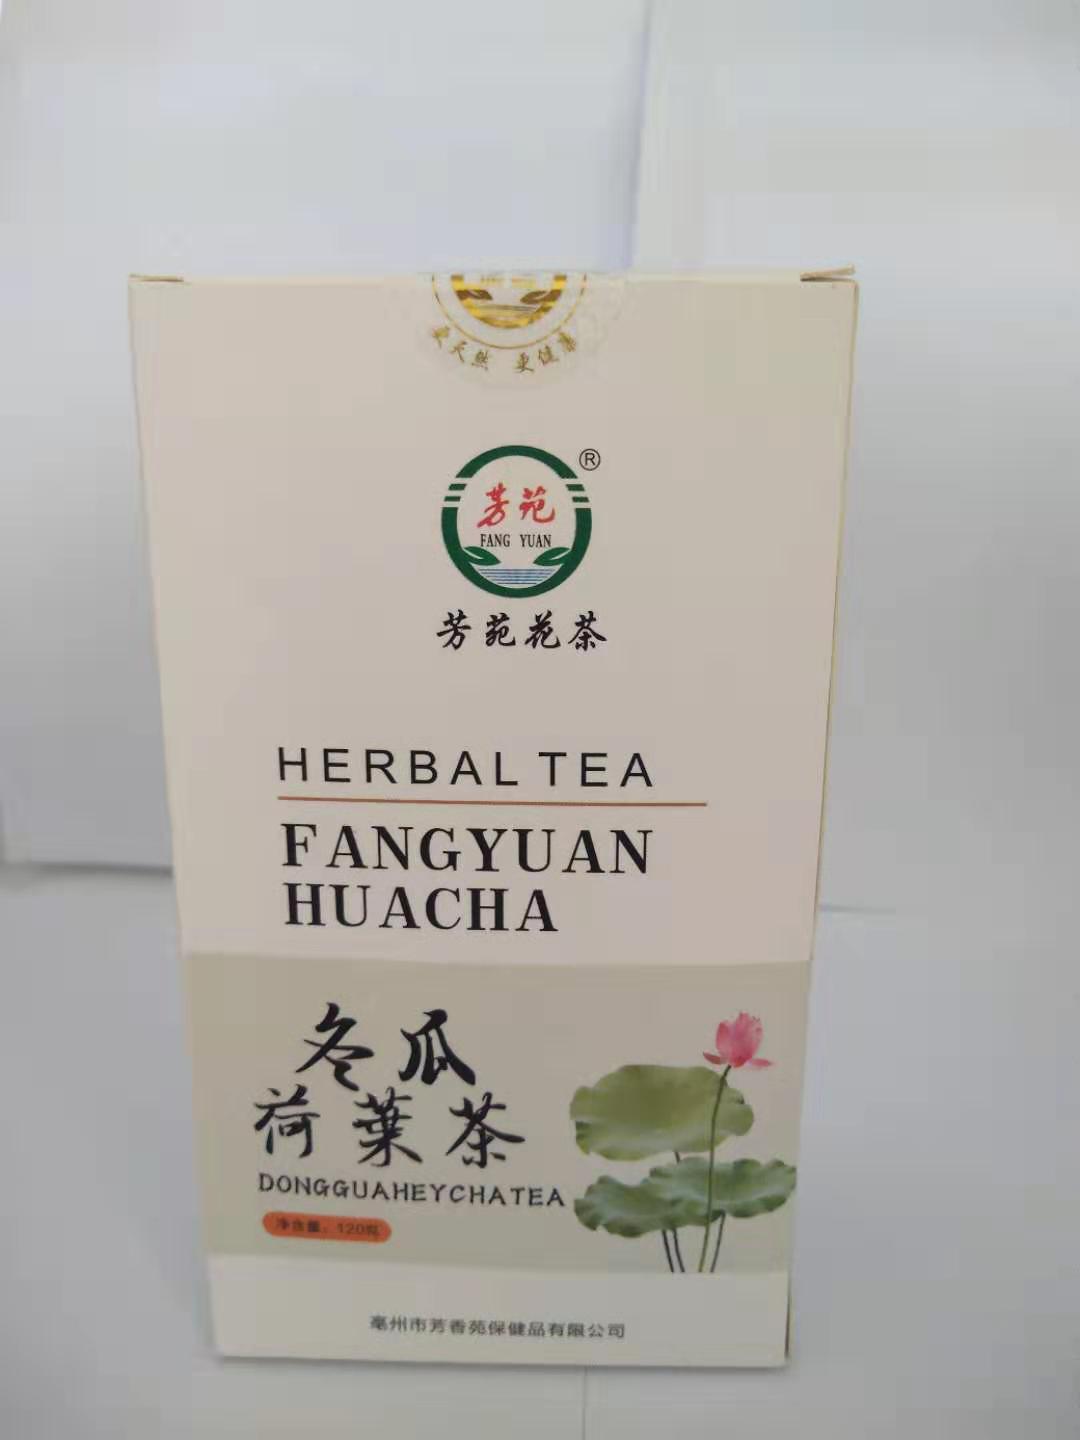 更天然 更健康
®
芳苑
FANG YUAN
芳苑花茶
HERBAL TEA
FANGYUAN
HUACHA
冬瓜
荷葉茶
DONGGUAHEYCHATEA
净含量：120克
亳州市芳香苑保健品有限公司